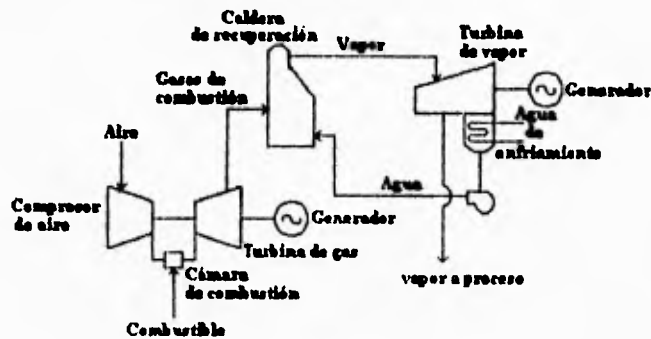 Caldera
de recuperación
Vapor
Turbina
de vapor
Gases de
combustión
Generador
Agua
de
enfriamiento
Aire
Agua
Compresor
de aire
Generador
Turbina de gas
Cámara
de combustión
vapor a proceso
Combustible